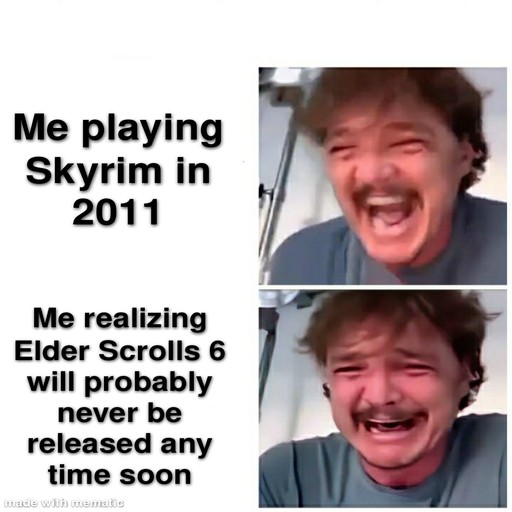 Me playing
Skyrim in
2011
Me realizing
Elder Scrolls 6
will probably
never be
released any
time soon
made with mematic